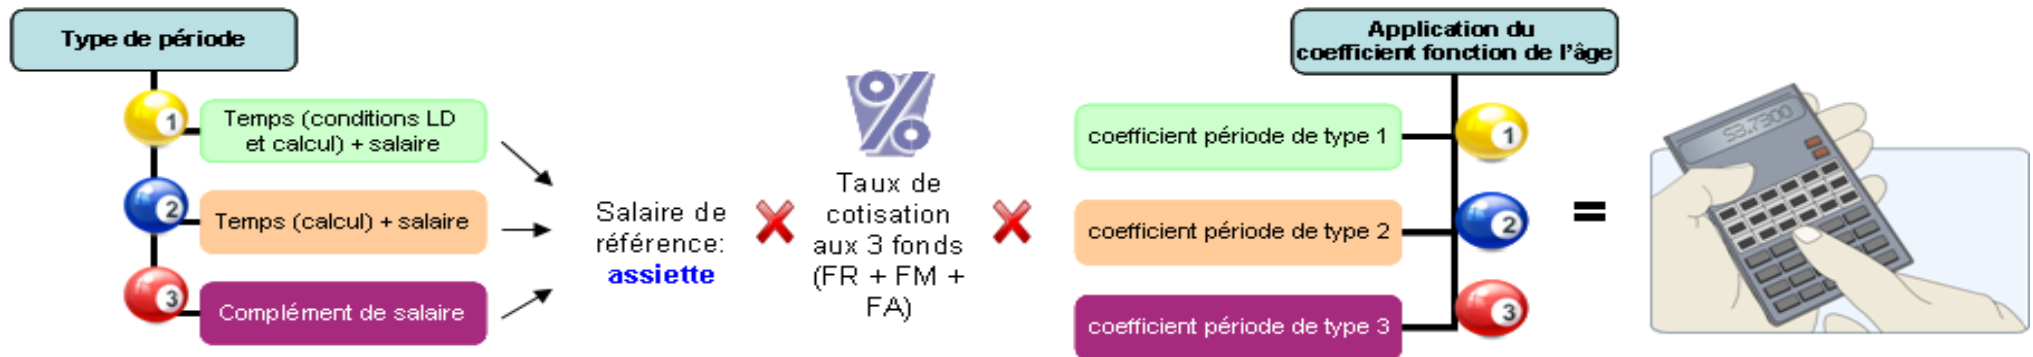 Type de période
1
Temps (conditions LD
et calcul) + salaire
2
Temps (calcul) + salaire
3
Complément de salaire
Salaire de
référence:
assiette
%
Taux de
cotisation
aux 3 fonds
(FR + FM +
FA)
Application du
coefficient fonction de l'âge
coefficient période de type 1
1
coefficient période de type 2
2
coefficient période de type 3
3
=
53.7900